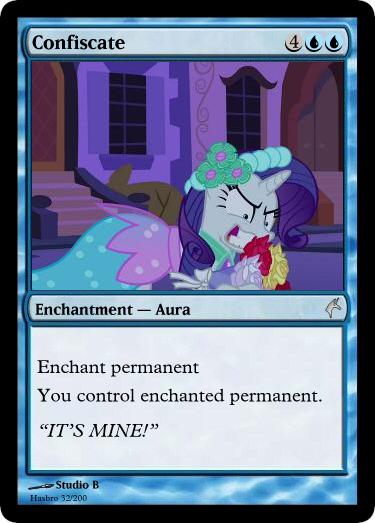 Confiscate 4
Enchantment — Aura
Enchant permanent
You control enchanted permanent.
“IT’S MINE!”
Studio B
Hasbro 32/200